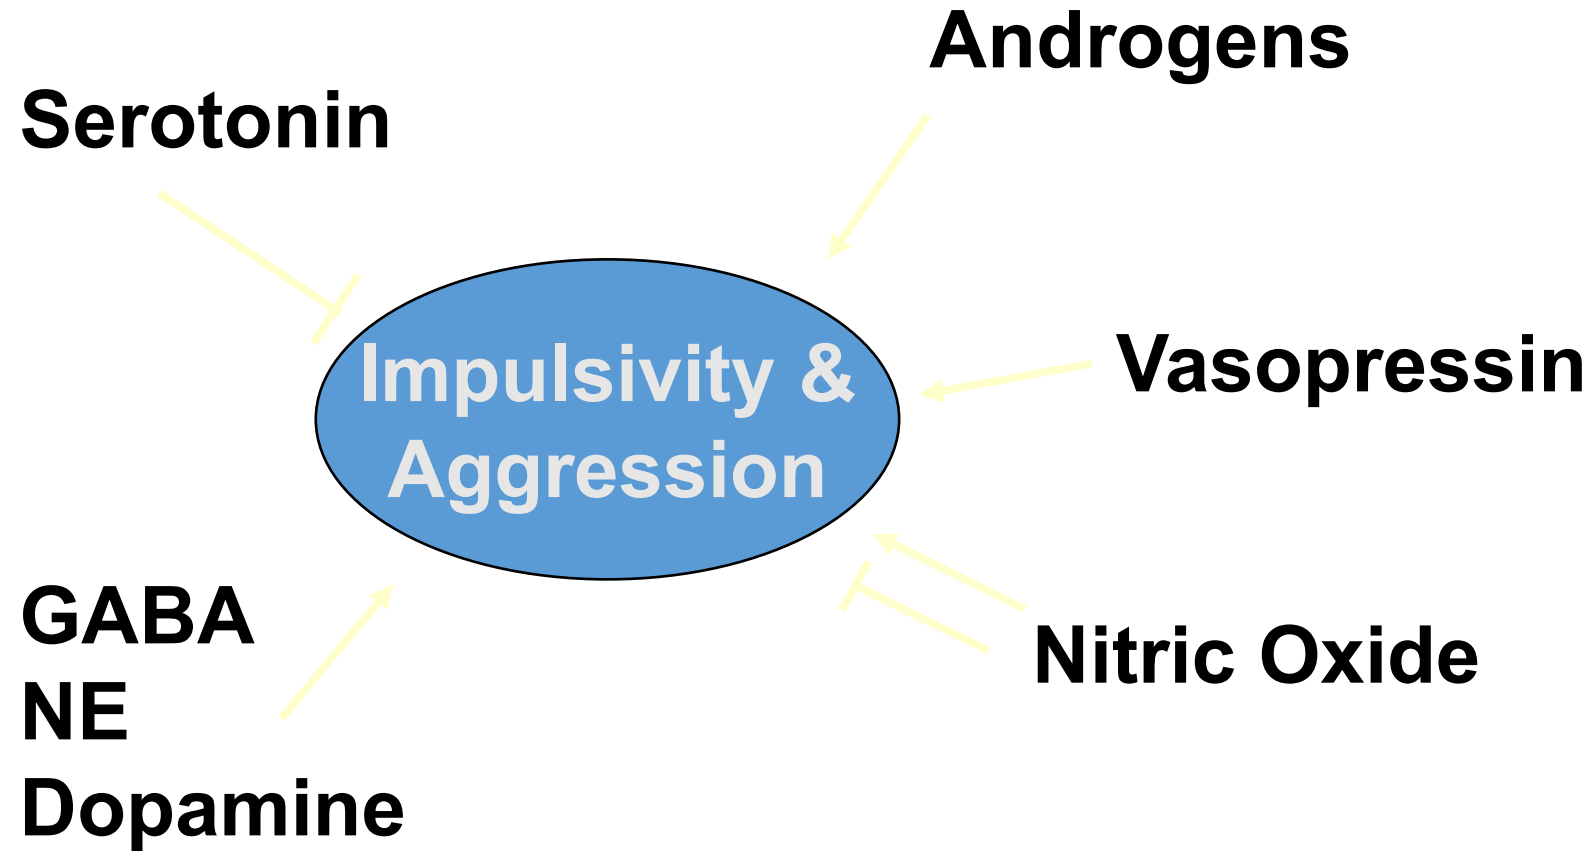 Androgens
Serotonin
Impulsivity &
Aggression
Vasopressin
GABA
NE
Dopamine
Nitric Oxide